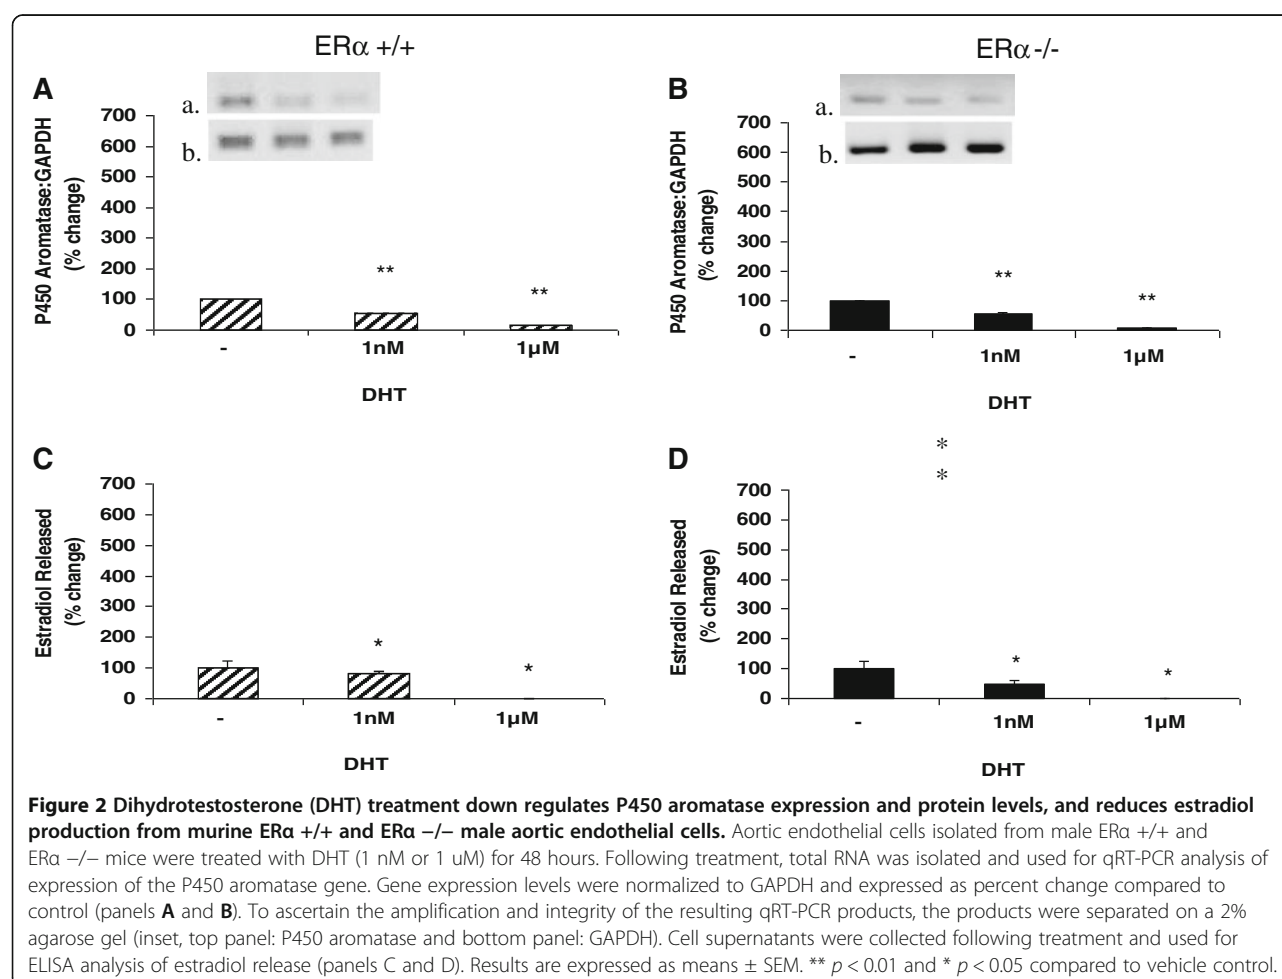 ERα +/+
ERα -/-
A
a.
b.
P450 Aromatase:GAPDH
(% change)
700
600
500
400
300
200
100
0
**
**
-
1nM
1µM
DHT
B
a.
b.
P450 Aromatase:GAPDH
(% change)
700
600
500
400
300
200
100
0
**
**
-
1nM
1µM
DHT
C
Estradiol Released
(% change)
700
600
500
400
300
200
100
0
*
*
-
1nM
1µM
DHT
D
*
*
Estradiol Released
(% change)
700
600
500
400
300
200
100
0
*
*
-
1nM
1µM
DHT
Figure 2 Dihydrotestosterone (DHT) treatment down regulates P450 aromatase expression and protein levels, and reduces estradiol
production from murine ERα +/+ and ERα −/− male aortic endothelial cells. Aortic endothelial cells isolated from male ERα +/+ and
ERα −/− mice were treated with DHT (1 nM or 1 uM) for 48 hours. Following treatment, total RNA was isolated and used for qRT-PCR analysis of
expression of the P450 aromatase gene. Gene expression levels were normalized to GAPDH and expressed as percent change compared to
control (panels A and B). To ascertain the amplification and integrity of the resulting qRT-PCR products, the products were separated on a 2%
agarose gel (inset, top panel: P450 aromatase and bottom panel: GAPDH). Cell supernatants were collected following treatment and used for
ELISA analysis of estradiol release (panels C and D). Results are expressed as means ± SEM. ** p < 0.01 and * p < 0.05 compared to vehicle control.